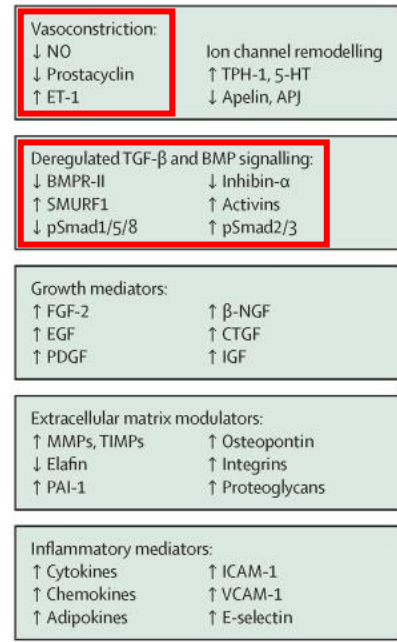 Vasoconstriction:
↓ NO Ion channel remodelling
↓ Prostacyclin ↑ TPH-1, 5-HT
↑ ET-1 ↓ Apelin, APJ
Deregulated TGF-β and BMP signalling:
↓ BMPR-II ↓ Inhibin-α
↑ SMURF1 ↑ Activins
↓ pSmad1/5/8 ↑ pSmad2/3
Growth mediators:
↑ FGF-2 ↑ β-NGF
↑ EGF ↑ CTGF
↑ PDGF ↑ IGF
Extracellular matrix modulators:
↑ MMPs, TIMPs ↑ Osteopontin
↓ Elafin ↑ Integrins
↑ PAI-1 ↑ Proteoglycans
Inflammatory mediators:
↑ Cytokines ↑ ICAM-1
↑ Chemokines ↑ VCAM-1
↑ Adipokines ↑ E-selectin